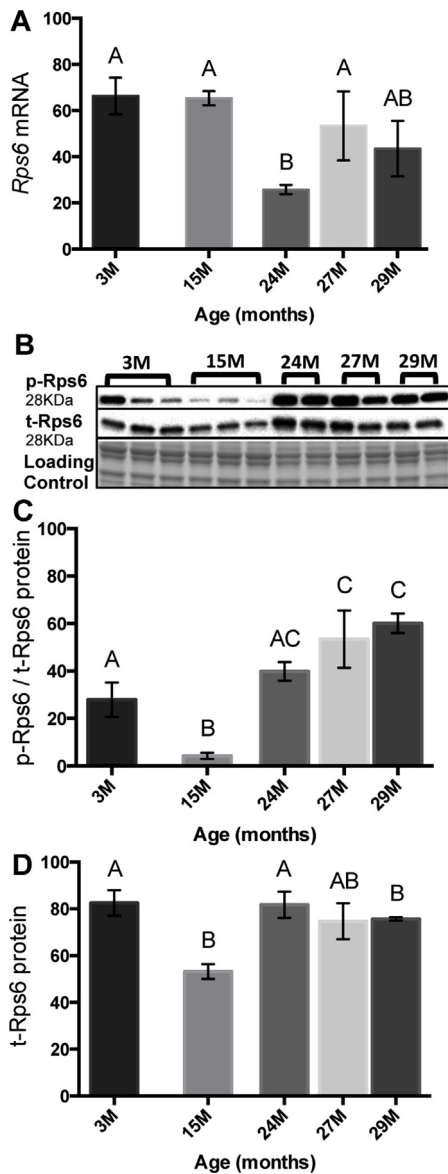 A
Rps6 mRNA
100
80
60
40
20
0
A
A
B
A
AB
3M
15M
24M
27M
29M
Age (months)
B
3M 15M 24M 27M 29M
p-Rps6
28KDa
t-Rps6
28KDa
Loading
Control
C
p-Rps6 / t-Rps6 protein
100
80
60
40
20
0
A
B
AC
C
C
3M
15M
24M
27M
29M
Age (months)
D
t-Rps6 protein
100
80
60
40
20
0
A
B
A
AB
B
3M
15M
24M
27M
29M
Age (months)